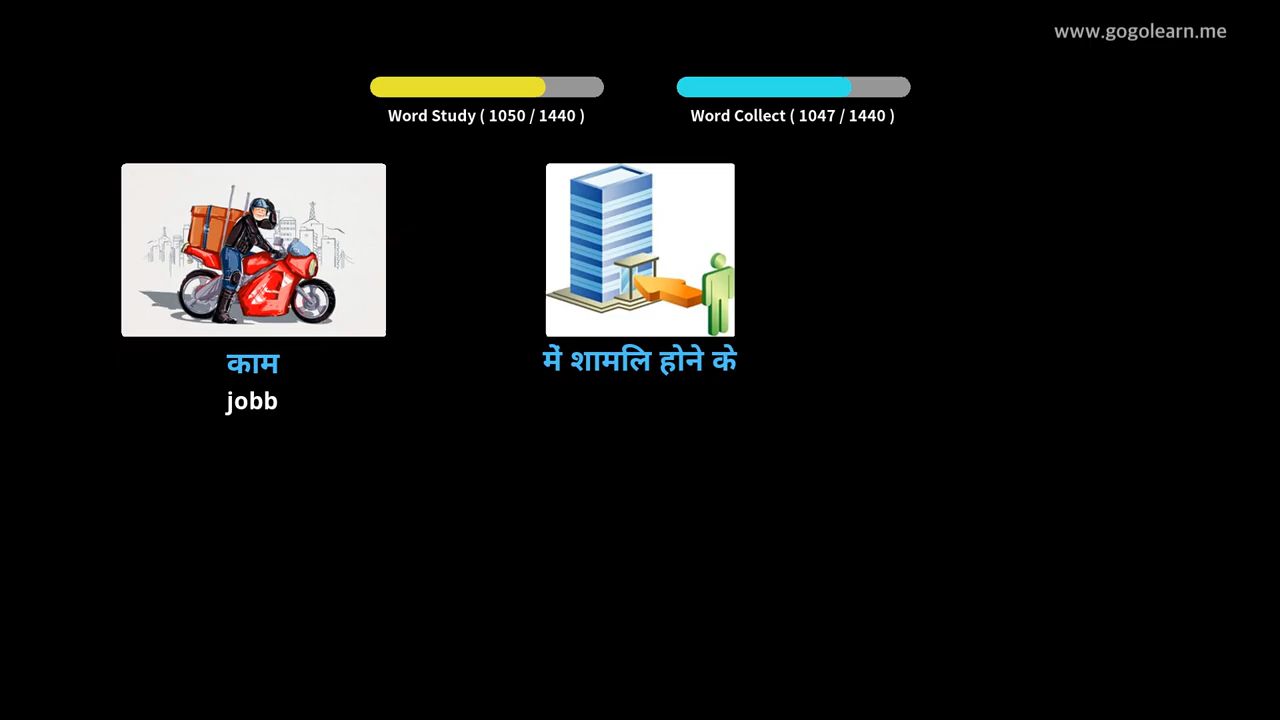 www.gogolearn.me
Word Study ( 1050 / 1440 )
Word Collect ( 1047 / 1440 )
काम
jobb
में शामलि होने के